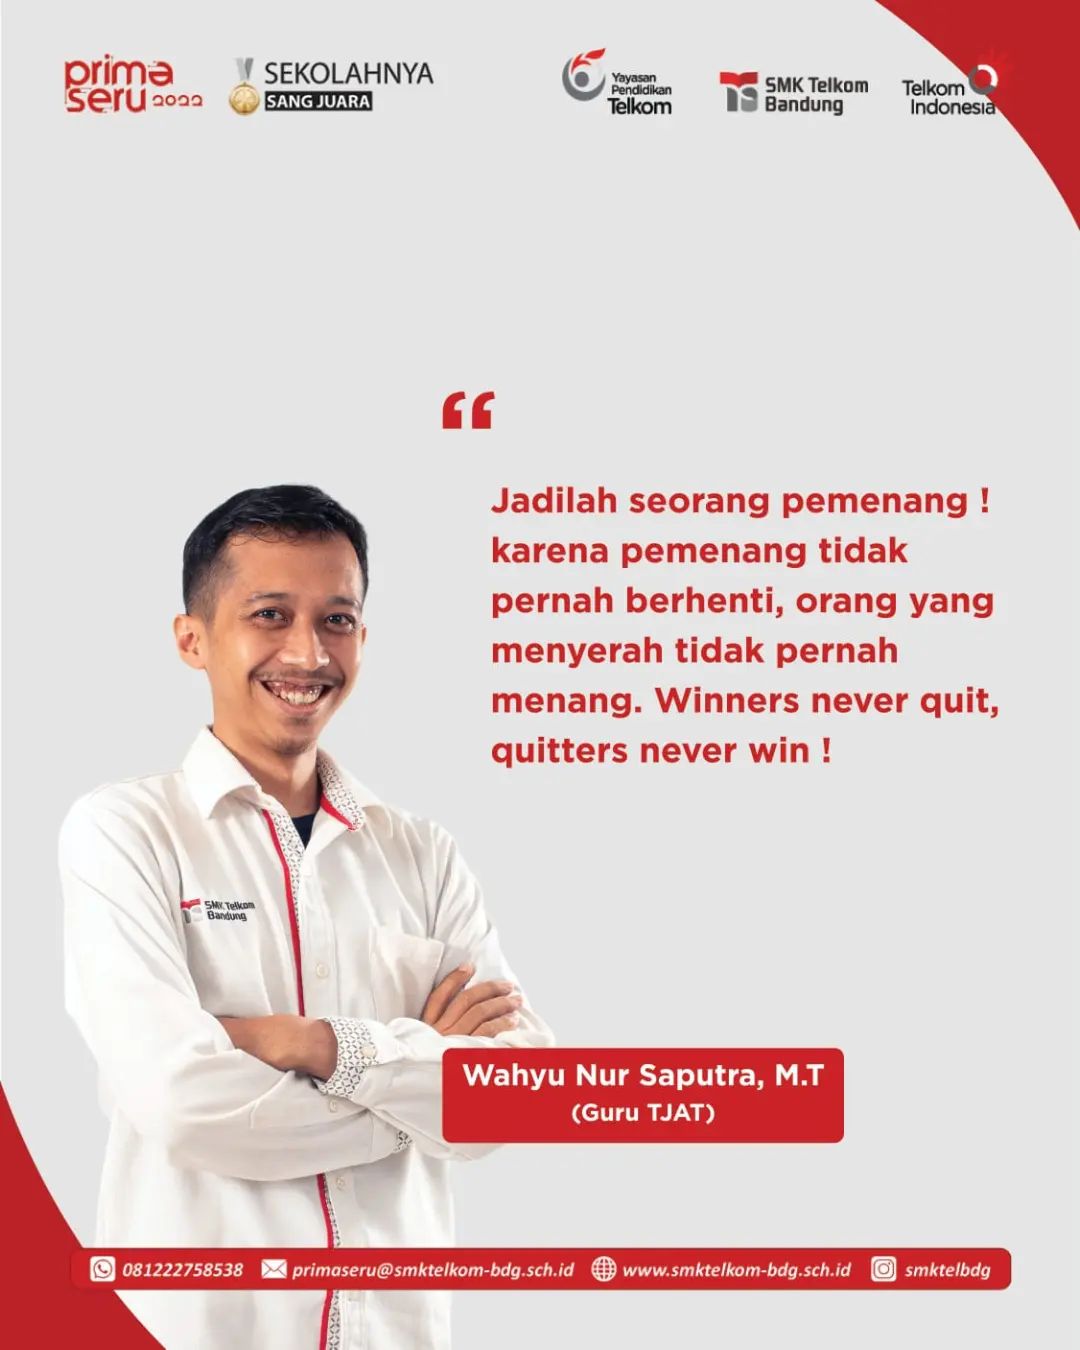 prima
seru 2022
SEKOLAHNYA
SANG JUARA
Yayasan
Pendidikan
Telkom
SMK Telkom
Bandung
Telkom
Indonesia
“
Jadilah seorang pemenang !
karena pemenang tidak
pernah berhenti, orang yang
menyerah tidak pernah
menang. Winners never quit,
quitters never win !
SMK Telkom
Bandung
Wahyu Nur Saputra, M.T
(Guru TJAT)
081222758538 primaseru@smktelkom-bdg.sch.id www.smktelkom-bdg.sch.id smktelbdg